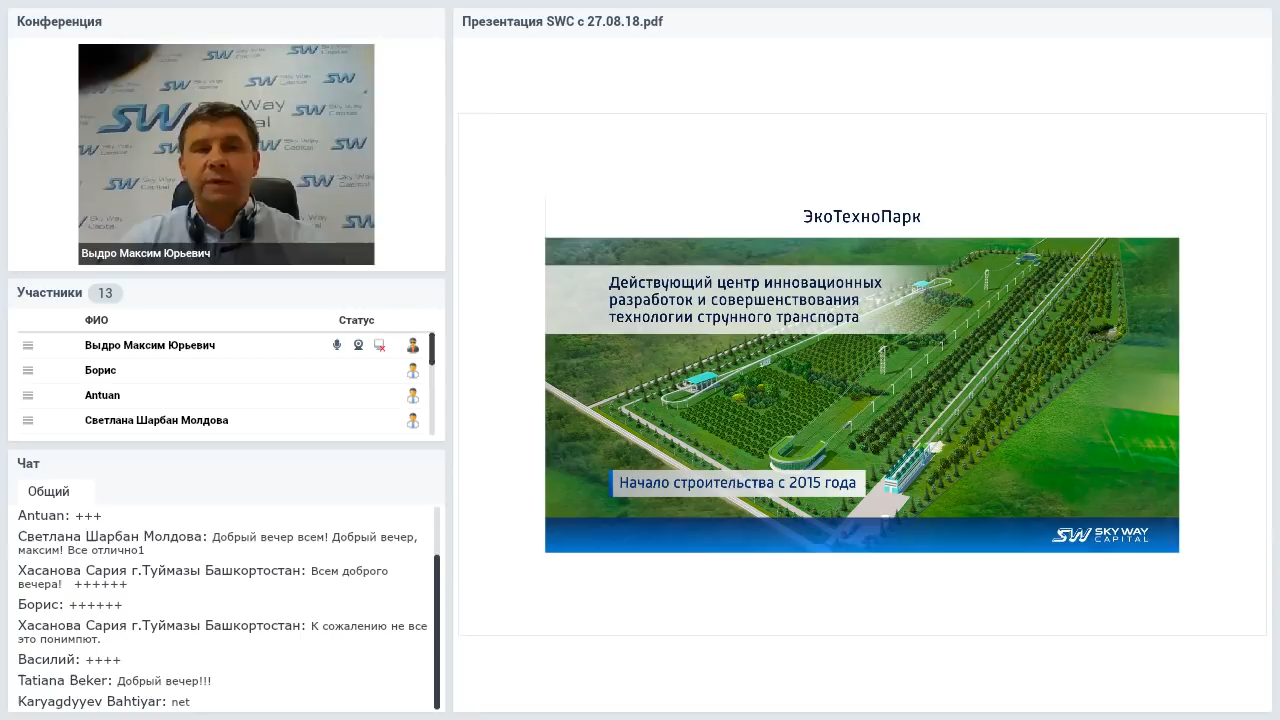 Конференция
SW
Sky Way
Capital
Выдро Максим Юрьевич
Участники 13
ФИО Статус
Выдро Максим Юрьевич
Борис
Antuan
Светлана Шарбан Молдова
Чат
Общий
Antuan: +++
Светлана Шарбан Молдова: Добрый вечер всем! Добрый вечер,
максим! Все отлично1
Хасанова Сария г.Туймазы Башкортостан: Всем доброго
вечера! ++++++
Борис: ++++++
Хасанова Сария г.Туймазы Башкортостан: К сожалению не все
это понимпют.
Василий: ++++
Tatiana Beker: Добрый вечер!!!
Karyagdyyev Bahtiyar: net
Презентация SWC с 27.08.18.pdf
ЭкоТехноПарк
Действующий центр инновационных
разработок и совершенствования
технологии струнного транспорта
Начало строительства с 2015 года
SW SKY WAY
CAPITAL